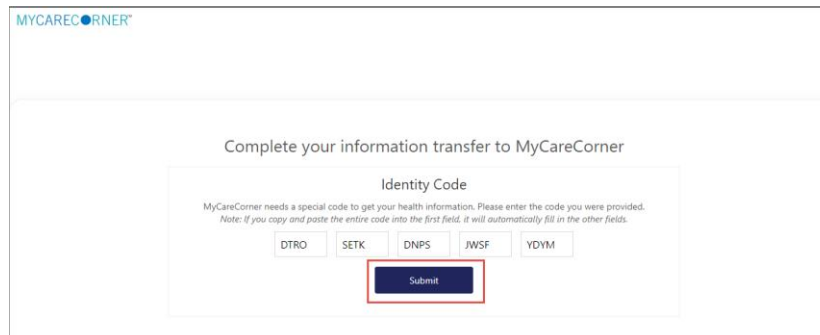 MYCARECORNER™
Complete your information transfer to MyCareCorner
Identity Code
MyCareCorner needs a special code to get your health information. Please enter the code you were provided.
Note: If you copy and paste the entire code into the first field, it will automatically fill in the other fields.
DTRO SETK DNPS JWSF YDYM
Submit